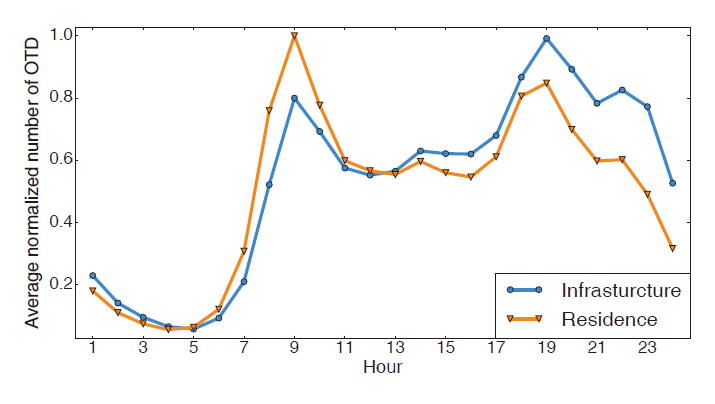 Average normalized number of OTD
1.0
0.8
0.6
0.4
0.2
1 3 5 7 9 11 13 15 17 19 21 23
Hour
Infrasturcture
Residence